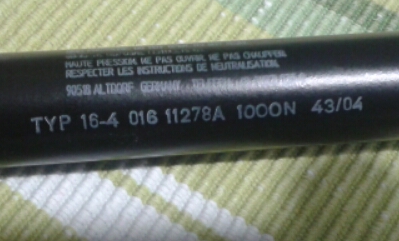 HAUTE PRESSION, NE PAS OUVRIR, NE PAS CHAUFFER
RESPECTER LES INSTRUCTIONS DE NEUTRALISATION.
90518 ALTDORF GERMANY
TYP 16-4 016 11278A 1000N 43/04